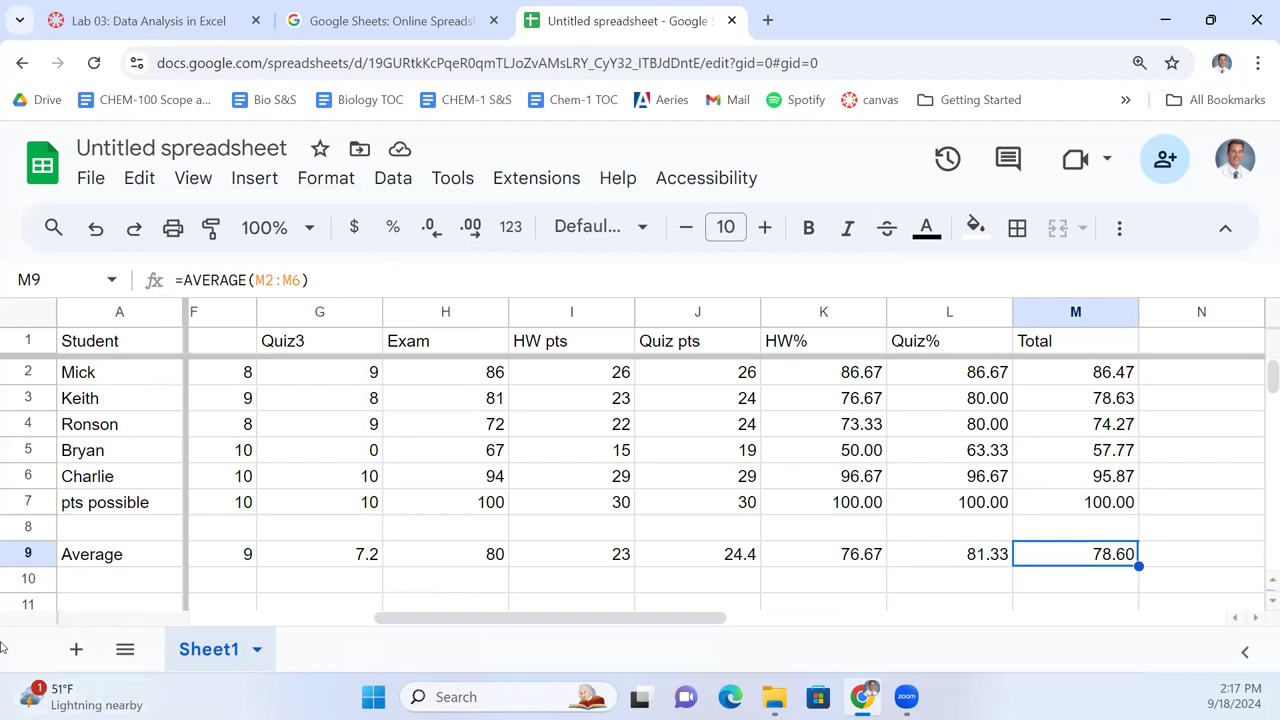 Lab 03: Data Analysis in Excel
Google Sheets: Online Spreads
Untitled spreadsheet - Google S
docs.google.com/spreadsheets/d/19GURtkKcPqeR0qmTLJoZvAMsLRY_CyY32_lTBJdDntE/edit?gid=0#gid=0
Drive CHEM-100 Scope a... Bio S&S Biology TOC CHEM-1 S&S Chem-1 TOC Aeries Mail Spotify canvas Getting Started All Bookmarks
Untitled spreadsheet
File Edit View Insert Format Data Tools Extensions Help Accessibility
100% $ % .0 .00 123 Defaul... 10 B I S A
M9 fx =AVERAGE(M2:M6)
A F G H I J K L M N
1 Student Quiz3 Exam HW pts Quiz pts HW% Quiz% Total
2 Mick 8 9 86 26 26 86.67 86.67 86.47
3 Keith 9 8 81 23 24 76.67 80.00 78.63
4 Ronson 8 9 72 22 24 73.33 80.00 74.27
5 Bryan 10 0 67 15 19 50.00 63.33 57.77
6 Charlie 10 10 94 29 29 96.67 96.67 95.87
7 pts possible 10 10 100 30 30 100.00 100.00 100.00
8
9 Average 9 7.2 80 23 24.4 76.67 81.33 78.60
10
11
Sheet1
1 51°F
Lightning nearby
Search
zoom
2:17 PM
9/18/2024